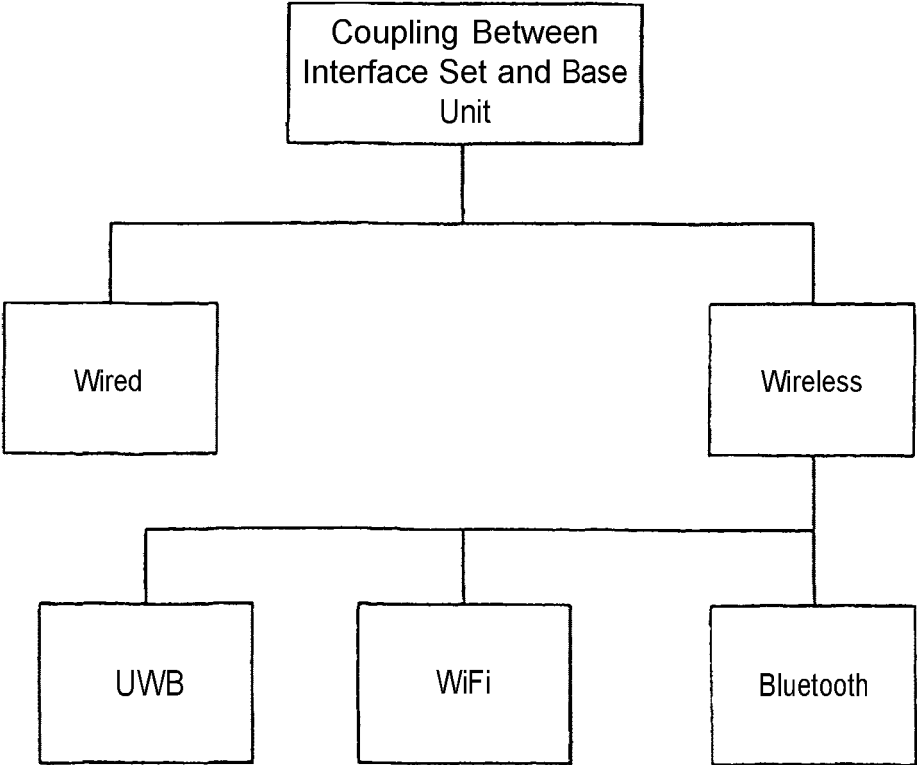 Coupling Between
Interface Set and Base
Unit
Wired
Wireless
UWB
WiFi
Bluetooth